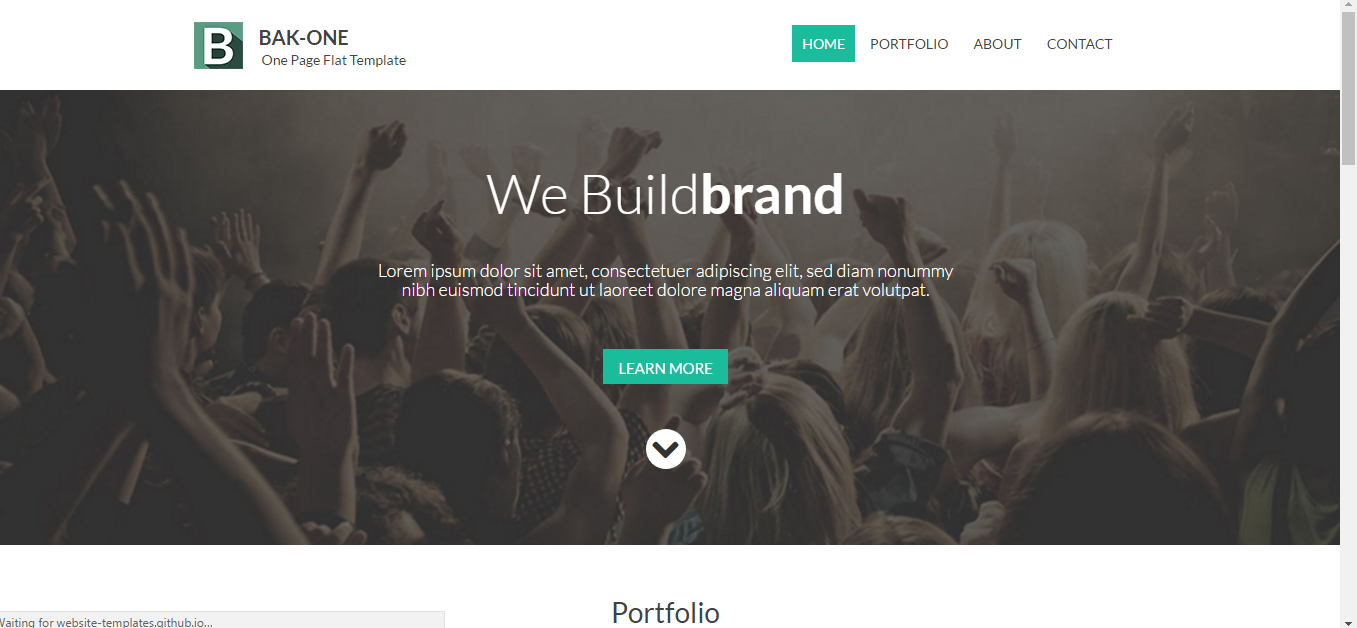 B
BAK-ONE
One Page Flat Template
HOME
PORTFOLIO
ABOUT
CONTACT
We Buildbrand
Lorem ipsum dolor sit amet, consectetuer adipiscing elit, sed diam nonummy
nibh euismod tincidunt ut laoreet dolore magna aliquam erat volutpat.
LEARN MORE
Portfolio
Waiting for website-templates.github.io...